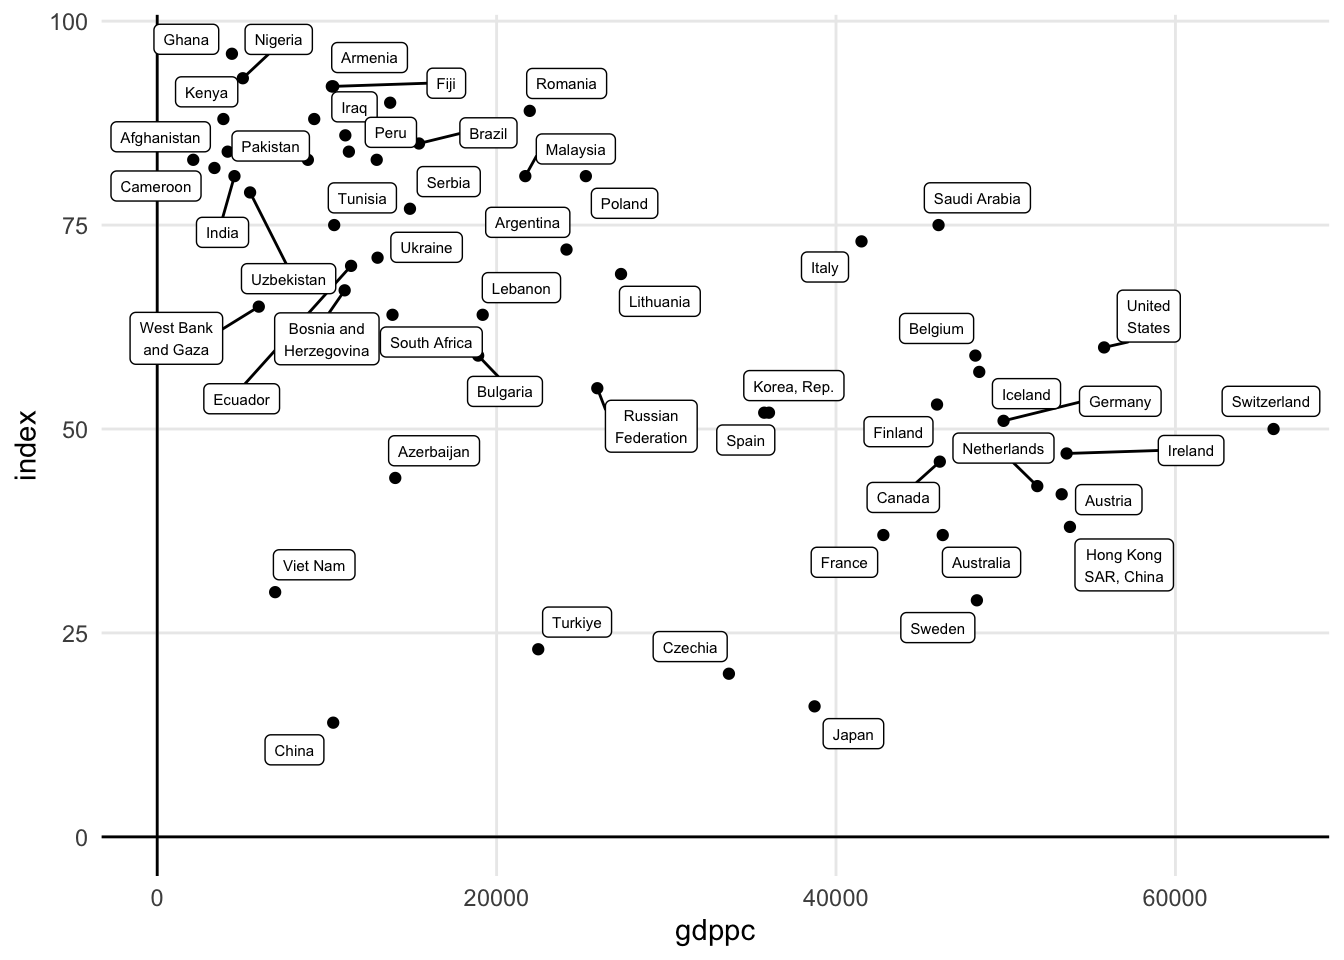 100
Ghana
Nigeria
Armenia
Fiji
Romania
Kenya
Iraq
Afghanistan
Pakistan
Peru
Brazil
Malaysia
Cameroon
Serbia
Tunisia
Poland
Saudi Arabia
75
India
Argentina
Ukraine
Italy
Uzbekistan
Lebanon
Lithuania
West Bank
and Gaza
Bosnia and
Herzegovina
South Africa
Belgium
United
States
Ecuador
Bulgaria
Korea, Rep.
Iceland
Germany
Switzerland
Russian
Federation
50
Spain
Finland
Netherlands
Ireland
Azerbaijan
Canada
Austria
index
Viet Nam
France
Australia
Hong Kong
SAR, China
25
Turkiye
Sweden
Czechia
China
Japan
0
0
20000
40000
60000
gdppc